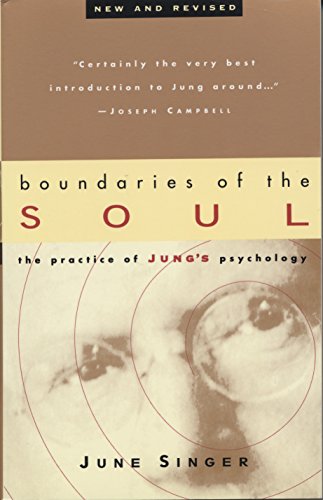 NEW AND REVISED
"Certainly the very best
introduction to Jung around..."
—JOSEPH CAMPBELL
boundaries of the
SOUL
the practice of JUNG'S psychology
JUNE SINGER